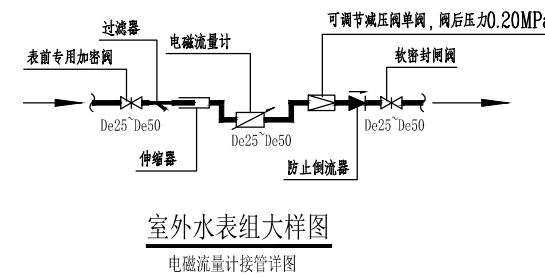 可调节减压阀单阀，阀后压力0.20MPa
过滤器
电磁流量计
表前专用加密阀
软密封闸阀
De25~De50
De25~De50
De25~De50
伸缩器
防止倒流器
室外水表组大样图
电磁流量计接管详图